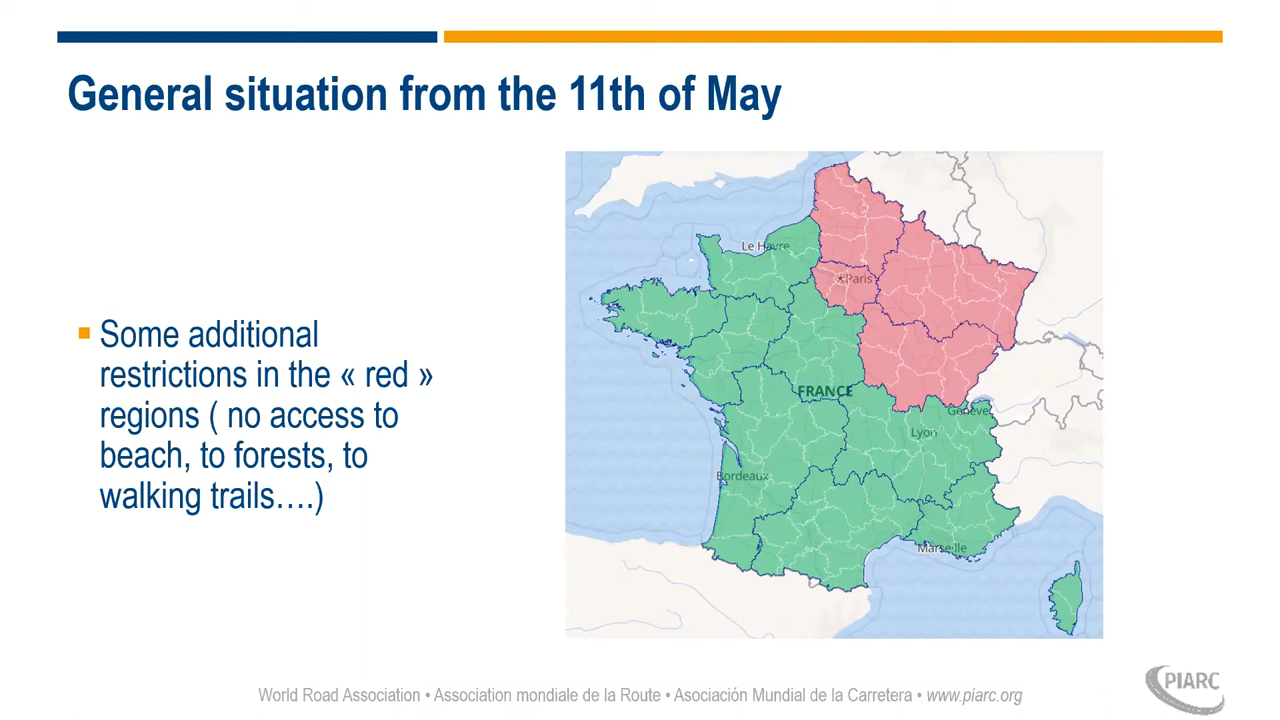 General situation from the 11th of May
▪ Some additional
restrictions in the « red »
regions ( no access to
beach, to forests, to
walking trails….)
Le Havre
Paris
FRANCE
Genève
Lyon
Bordeaux
Marseille
World Road Association • Association mondiale de la Route • Asociación Mundial de la Carretera • www.piarc.org
PIARC